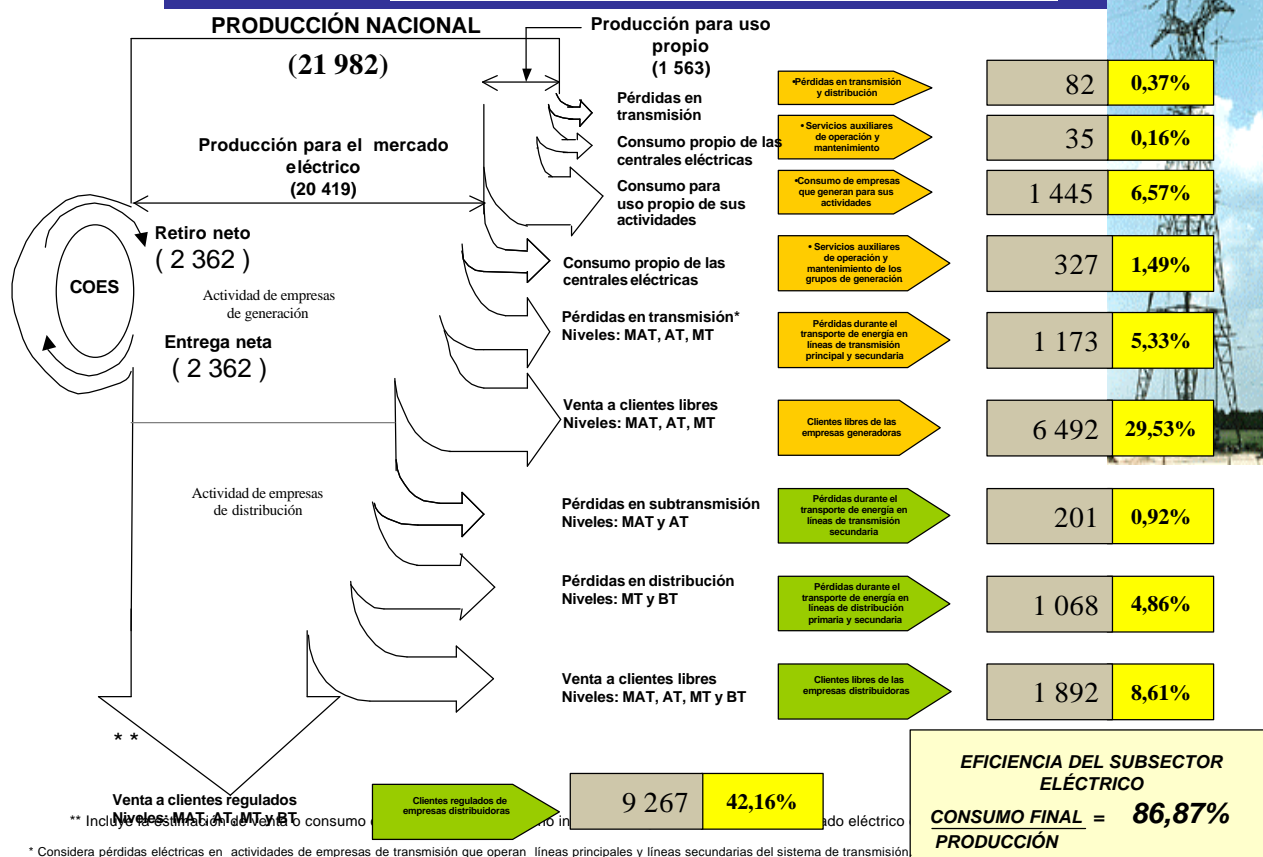 PRODUCCIÓN NACIONAL
(21 982)
Producción para uso
propio
(1 563)
Pérdidas en
transmisión
•Pérdidas en transmisión
y distribución
82
0,37%
Producción para el mercado
eléctrico
(20 419)
Consumo propio de las
centrales eléctricas
• Servicios auxiliares
de operación y
mantenimiento
35
0,16%
Consumo para
uso propio de sus
actividades
•Consumo de empresas
que generan para sus
actividades
1 445
6,57%
COES
Retiro neto
( 2 362 )
Actividad de empresas
de generación
Entrega neta
( 2 362 )
Consumo propio de las
centrales eléctricas
• Servicios auxiliares
de operación y
mantenimiento de los
grupos de generación
327
1,49%
Pérdidas en transmisión*
Niveles: MAT, AT, MT
Pérdidas durante el
transporte de energía en
líneas de transmisión
principal y secundaria
1 173
5,33%
Venta a clientes libres
Niveles: MAT, AT, MT
Clientes libres de las
empresas generadoras
6 492
29,53%
Actividad de empresas
de distribución
Pérdidas en subtransmisión
Niveles: MAT y AT
Pérdidas durante el
transporte de energía en
líneas de transmisión
secundaria
201
0,92%
Pérdidas en distribución
Niveles: MT y BT
Pérdidas durante el
transporte de energía en
líneas de distribución
primaria y secundaria
1 068
4,86%
Venta a clientes libres
Niveles: MAT, AT, MT y BT
Clientes libres de las
empresas distribuidoras
1 892
8,61%
* *
Venta a clientes regulados
Niveles: MAT, AT, MT y BT
Clientes regulados de
empresas distribuidoras
9 267
42,16%
EFICIENCIA DEL SUBSECTOR
ELÉCTRICO
CONSUMO FINAL = 86,87%
PRODUCCIÓN
** Incluye la estimación de venta o consumo eléctrico
* Considera pérdidas eléctricas en actividades de empresas de transmisión que operan líneas principales y líneas secundarias del sistema de transmisión.